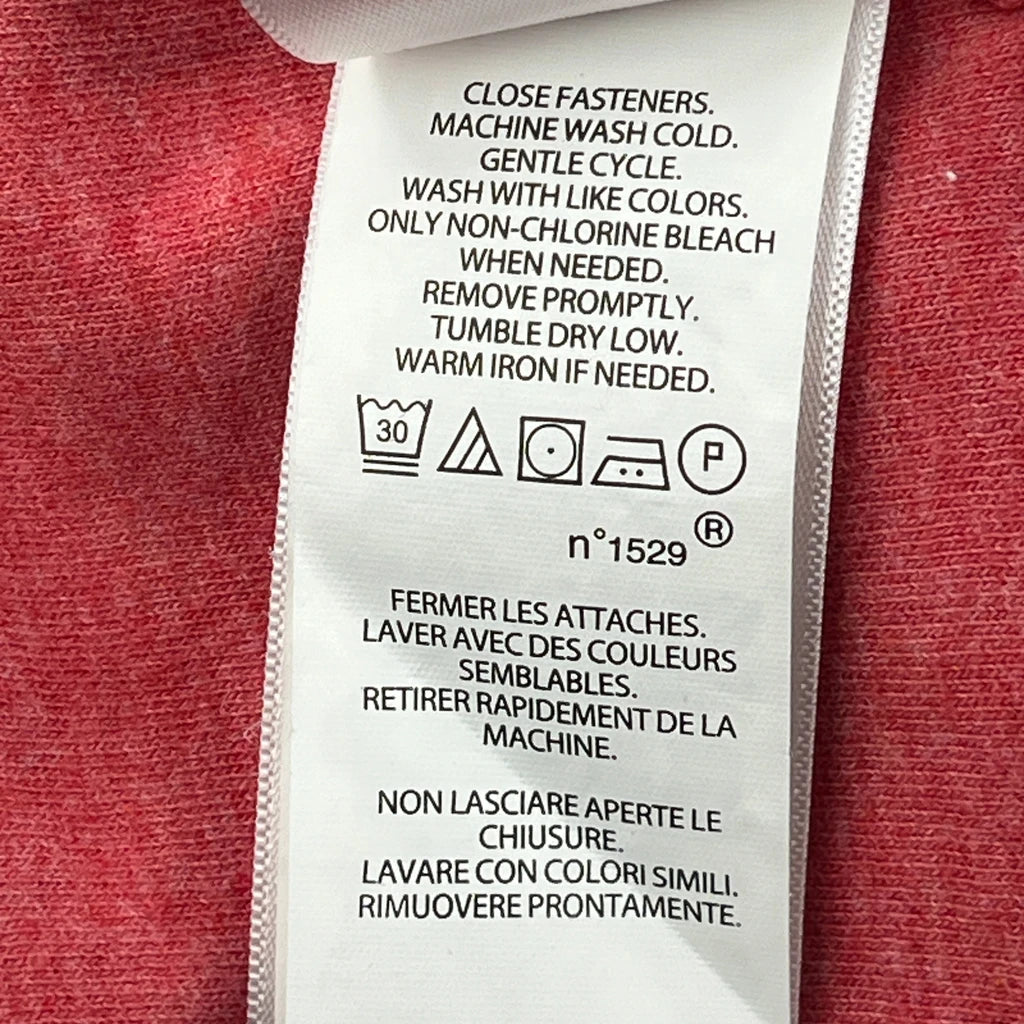 CLOSE FASTENERS.
MACHINE WASH COLD.
GENTLE CYCLE.
WASH WITH LIKE COLORS.
ONLY NON-CHLORINE BLEACH
WHEN NEEDED.
REMOVE PROMPTLY.
TUMBLE DRY LOW.
WARM IRON IF NEEDED.
30 P
n°1529 ®
FERMER LES ATTACHES.
LAVER AVEC DES COULEURS
SEMBLABLES.
RETIRER RAPIDEMENT DE LA
MACHINE.
NON LASCIARE APERTE LE
CHIUSURE.
LAVARE CON COLORI SIMILI.
RIMUOVERE PRONTAMENTE.